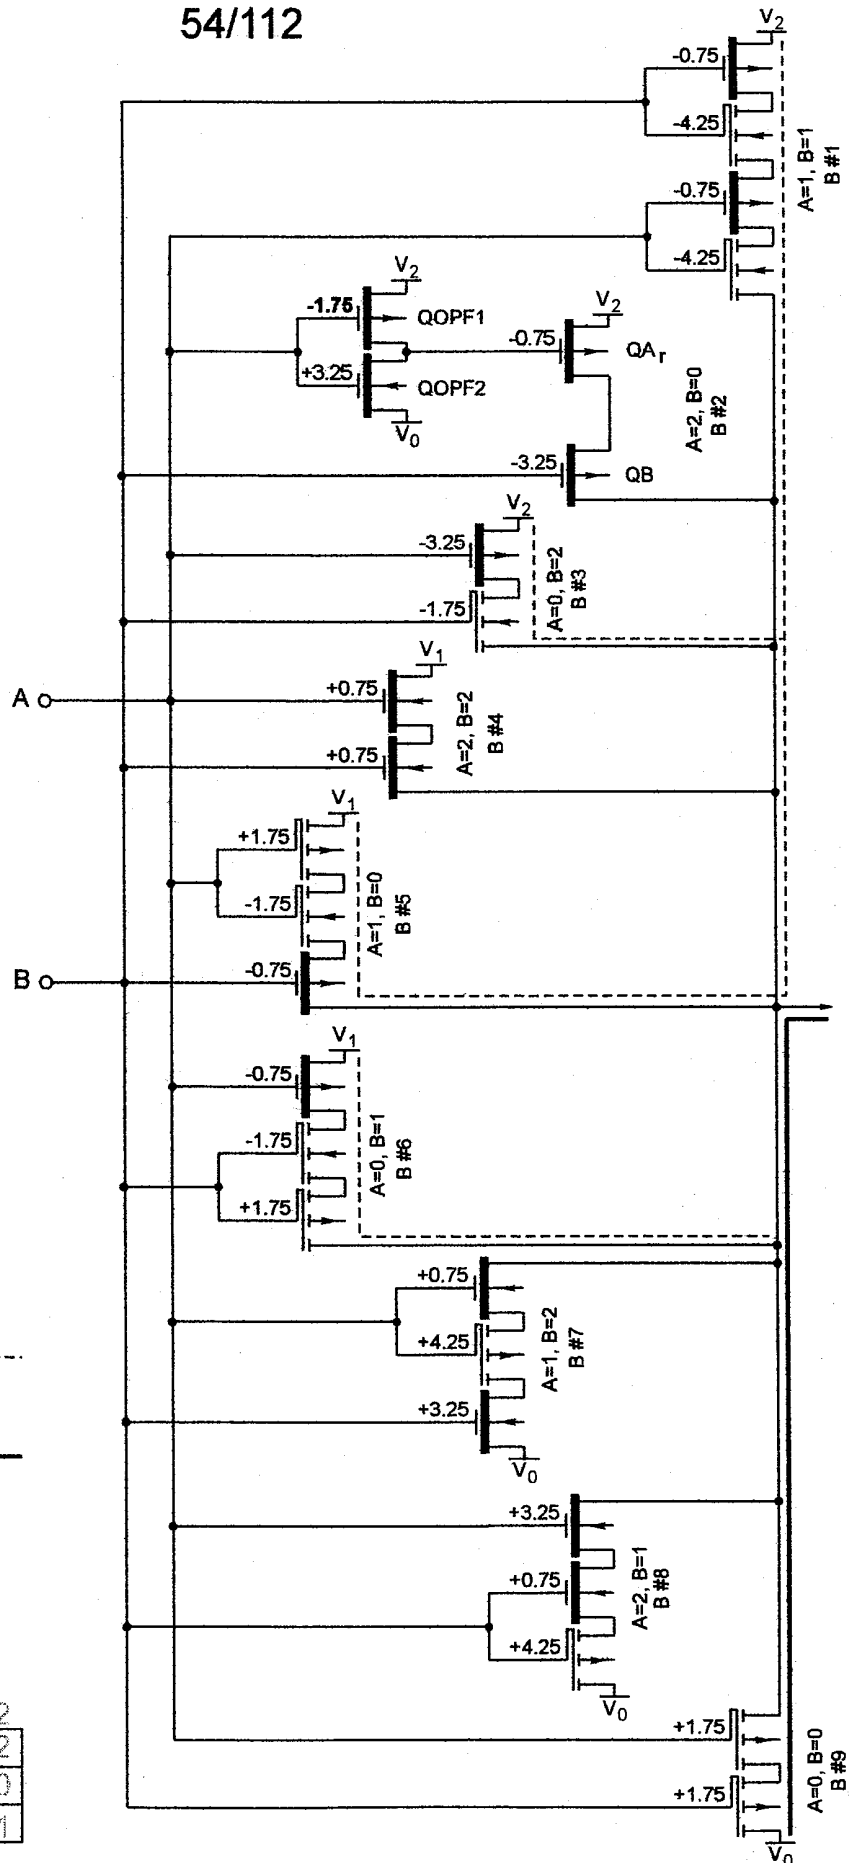 54/112
V2
-0.75
-4.25
A=1, B=1
B #1
-0.75
-4.25
V2
-1.75
QOPF1
+3.25
QOPF2
V0
V2
-0.75
QAr
A=2, B=0
B #2
-3.25
QB
V2
-3.25
-1.75
A=0, B=2
B #3
V1
A
+0.75
+0.75
A=2, B=2
B #4
V1
+1.75
-1.75
A=1, B=0
B #5
B
-0.75
V1
-0.75
-1.75
+1.75
A=0, B=1
B #6
+0.75
+4.25
A=1, B=2
B #7
+3.25
V0
+3.25
+0.75
A=2, B=1
B #8
+4.25
V0
+1.75
+1.75
A=0, B=0
B #9
V0
2
2
0
1